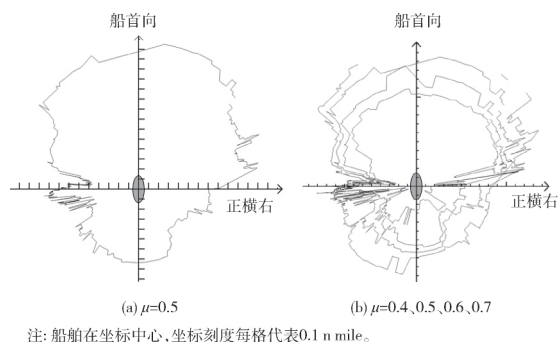 船首向
船首向
正横右
正横右
(a) μ=0.5
(b) μ=0.4、0.5、0.6、0.7
注: 船舶在坐标中心,坐标刻度每格代表0.1 n mile。